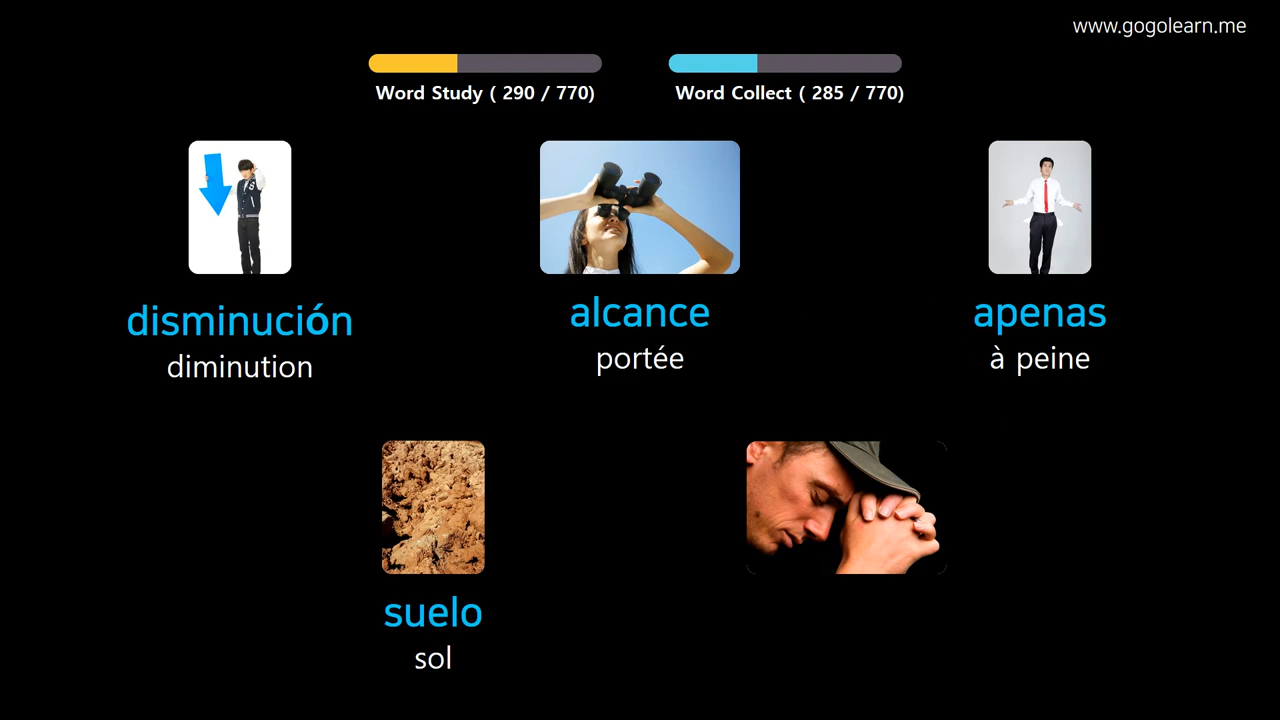 www.gogolearn.me
Word Study ( 290 / 770)
Word Collect ( 285 / 770)
disminución
diminution
alcance
portée
apenas
à peine
suelo
sol